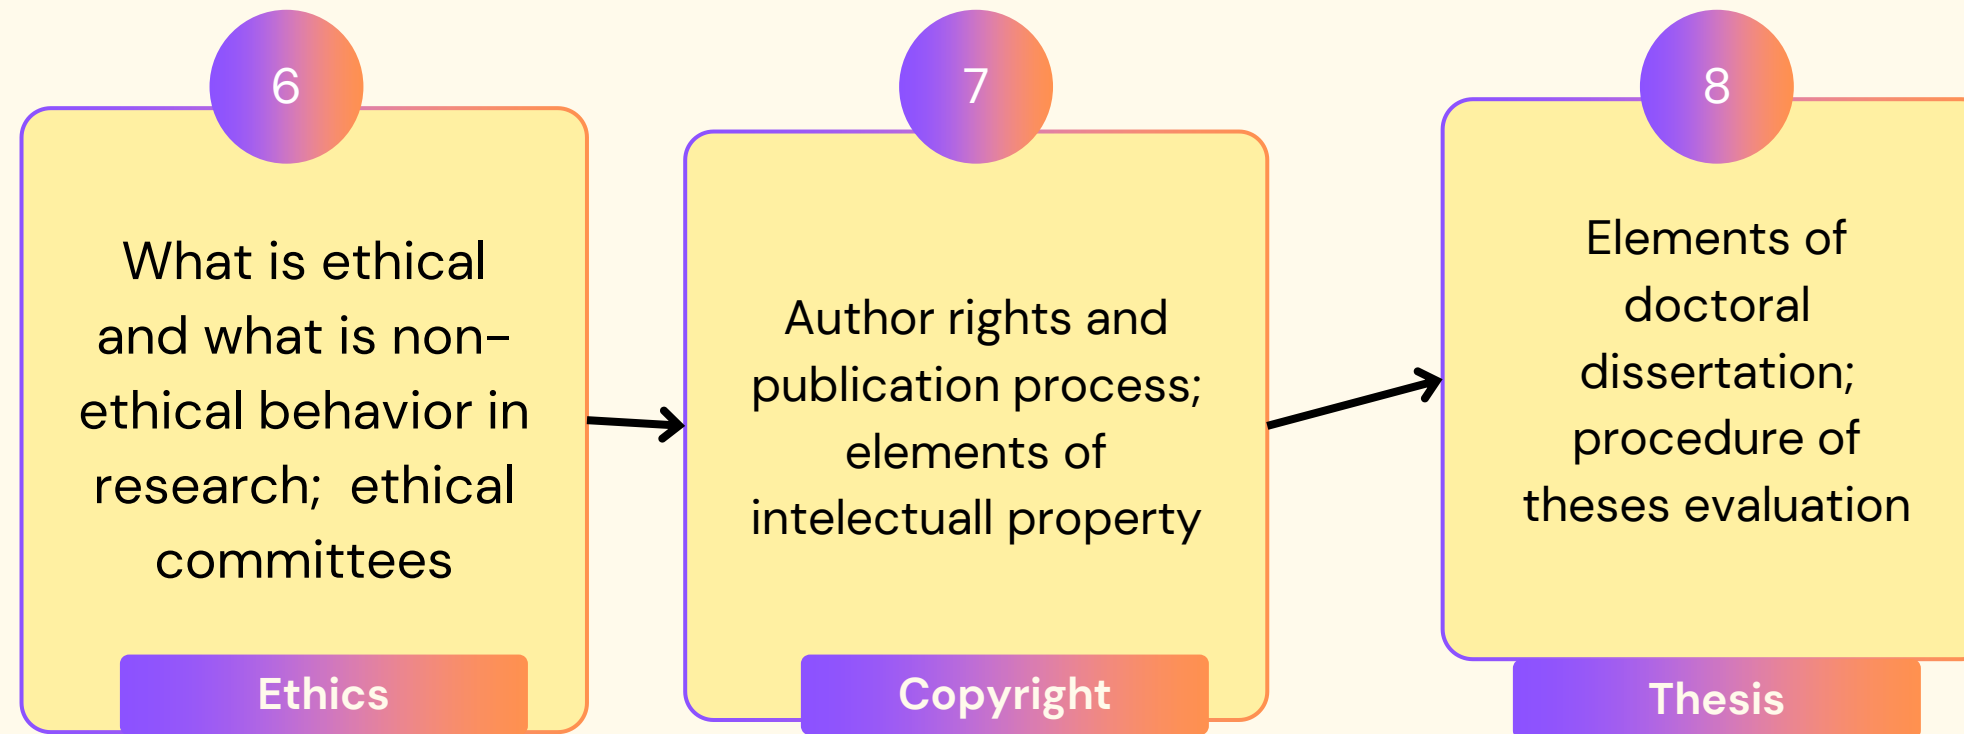 6
What is ethical
and what is non-
ethical behavior in
research;  ethical
committees
Ethics
7
Author rights and
publication process;
elements of
intelectuall property
Copyright
8
Elements of
doctoral
dissertation;
procedure of
theses evaluation
Thesis